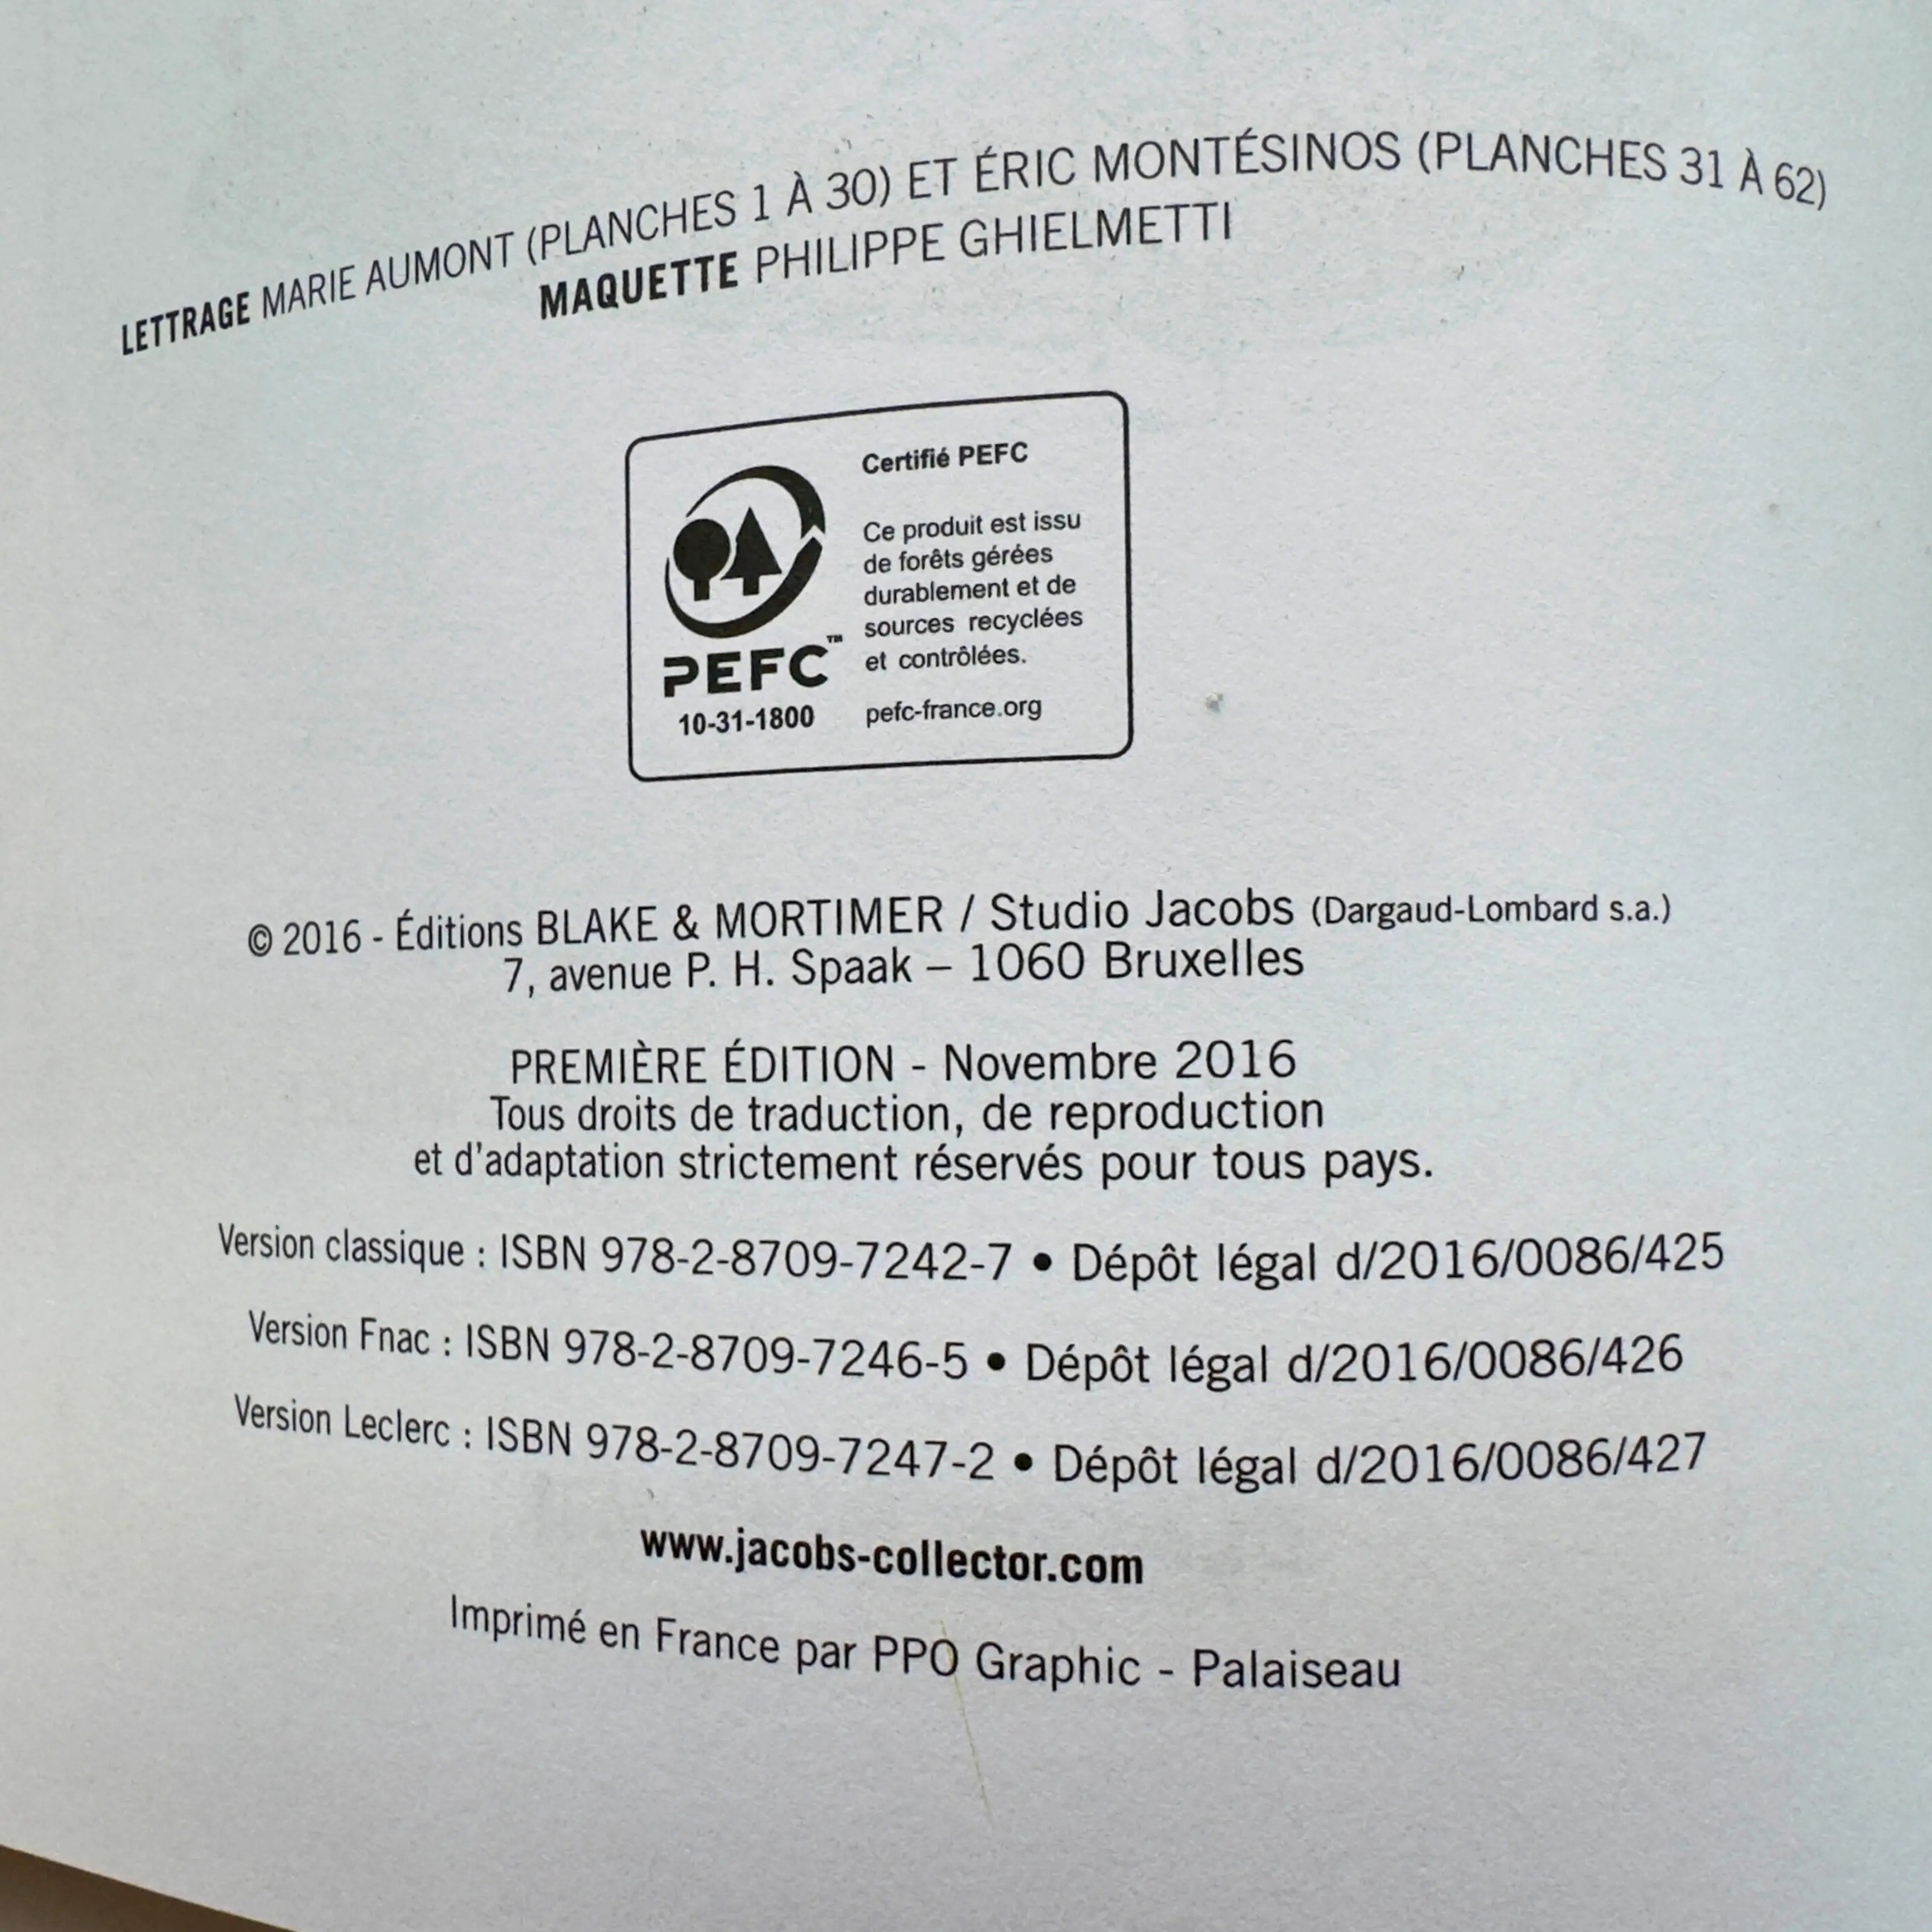 LETTRAGE MARIE AUMONT (PLANCHES 1 À 30) ET ÉRIC MONTÉSINOS (PLANCHES 31 À 62)
MAQUETTE PHILIPPE GHIELMETTI
PEFC™
10-31-1800
Certifié PEFC
Ce produit est issu
de forêts gérées
durablement et de
sources recyclées
et contrôlées.
pefc-france.org
© 2016 - Éditions BLAKE & MORTIMER / Studio Jacobs (Dargaud-Lombard s.a.)
7, avenue P. H. Spaak – 1060 Bruxelles
PREMIÈRE ÉDITION - Novembre 2016
Tous droits de traduction, de reproduction
et d'adaptation strictement réservés pour tous pays.
Version classique : ISBN 978-2-8709-7242-7 • Dépôt légal d/2016/0086/425
Version Fnac : ISBN 978-2-8709-7246-5 • Dépôt légal d/2016/0086/426
Version Leclerc : ISBN 978-2-8709-7247-2 • Dépôt légal d/2016/0086/427
www.jacobs-collector.com
Imprimé en France par PPO Graphic - Palaiseau